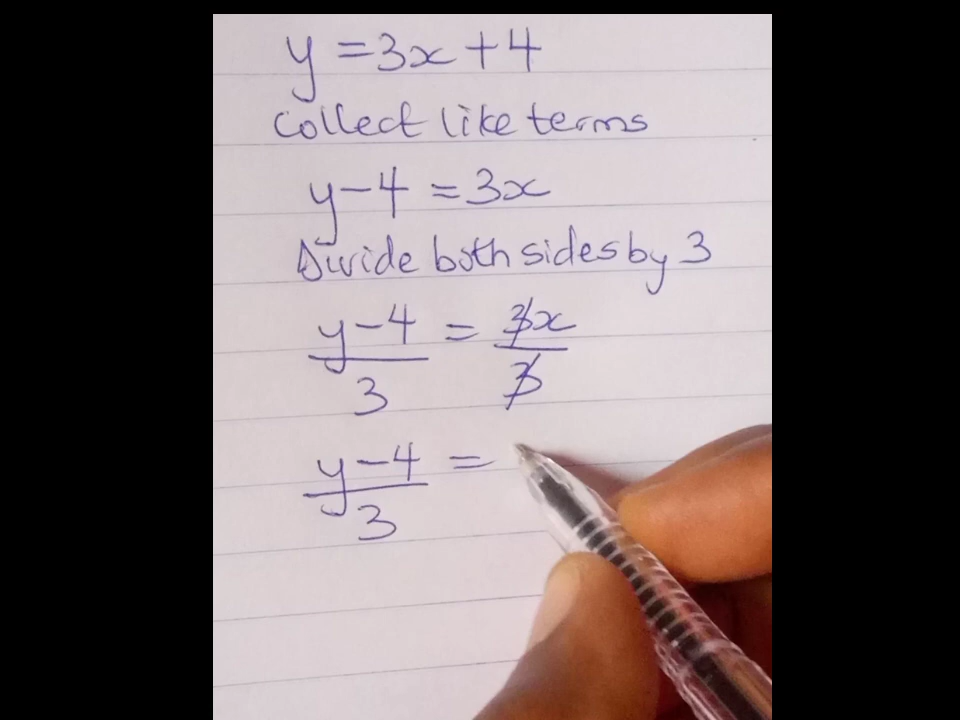 y = 3x + 4
Collect like terms
y - 4 = 3x
Divide both sides by 3
y - 4 / 3 = 3x / 3
y - 4 / 3 =